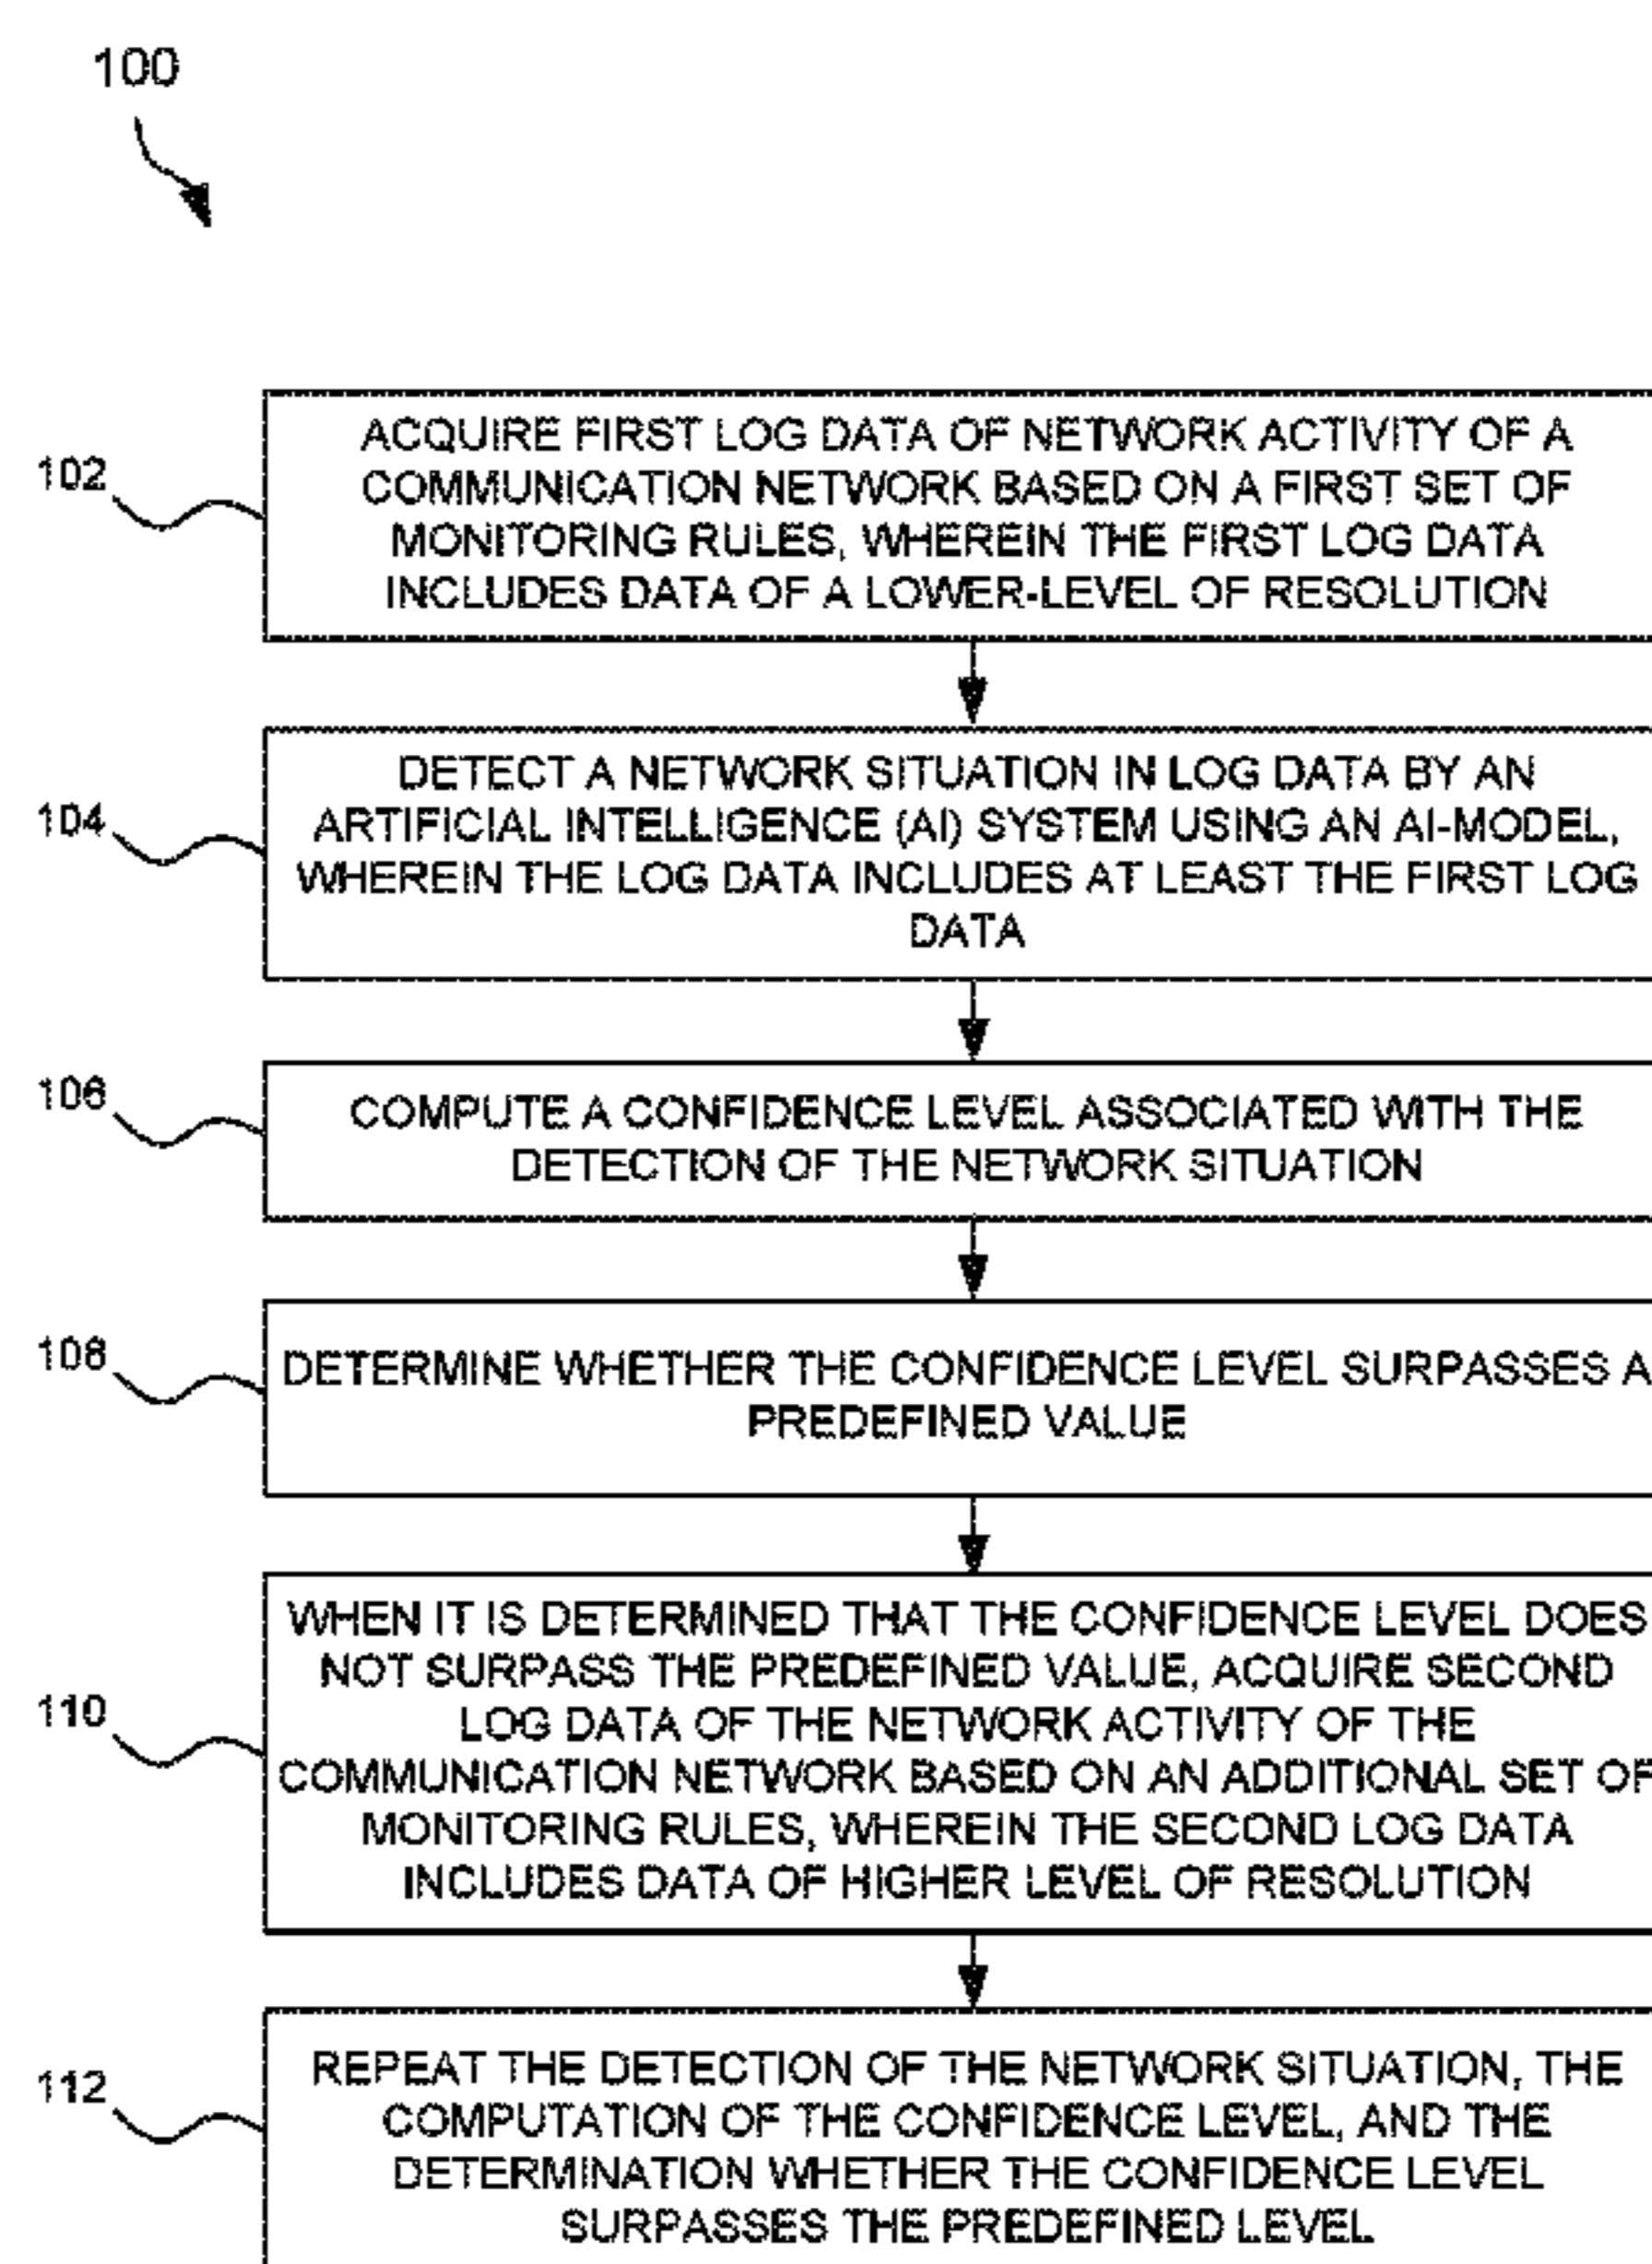 100
102
ACQUIRE FIRST LOG DATA OF NETWORK ACTIVITY OF A
COMMUNICATION NETWORK BASED ON A FIRST SET OF
MONITORING RULES, WHEREIN THE FIRST LOG DATA
INCLUDES DATA OF A LOWER-LEVEL OF RESOLUTION
104
DETECT A NETWORK SITUATION IN LOG DATA BY AN
ARTIFICIAL INTELLIGENCE (AI) SYSTEM USING AN AI-MODEL,
WHEREIN THE LOG DATA INCLUDES AT LEAST THE FIRST LOG
DATA
106
COMPUTE A CONFIDENCE LEVEL ASSOCIATED WITH THE
DETECTION OF THE NETWORK SITUATION
108
DETERMINE WHETHER THE CONFIDENCE LEVEL SURPASSES A
PREDEFINED VALUE
110
WHEN IT IS DETERMINED THAT THE CONFIDENCE LEVEL DOES
NOT SURPASS THE PREDEFINED VALUE, ACQUIRE SECOND
LOG DATA OF THE NETWORK ACTIVITY OF THE
COMMUNICATION NETWORK BASED ON AN ADDITIONAL SET OF
MONITORING RULES, WHEREIN THE SECOND LOG DATA
INCLUDES DATA OF HIGHER LEVEL OF RESOLUTION
112
REPEAT THE DETECTION OF THE NETWORK SITUATION, THE
COMPUTATION OF THE CONFIDENCE LEVEL, AND THE
DETERMINATION WHETHER THE CONFIDENCE LEVEL
SURPASSES THE PREDEFINED LEVEL